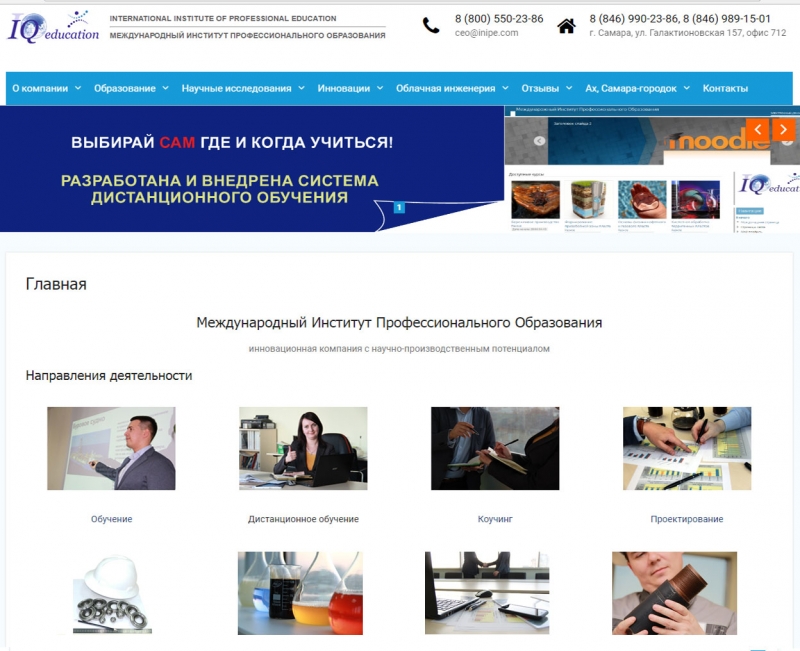 IQ education
INTERNATIONAL INSTITUTE OF PROFESSIONAL EDUCATION
МЕЖДУНАРОДНЫЙ ИНСТИТУТ ПРОФЕССИОНАЛЬНОГО ОБРАЗОВАНИЯ
8 (800) 550-23-86
ceo@inipe.com
8 (846) 990-23-86, 8 (846) 989-15-01
г. Самара, ул. Галактионовская 157, офис 712
О компании Образование Научные исследования Инновации Облачная инженерия Отзывы Ах, Самара-городок Контакты
ВЫБИРАЙ САМ ГДЕ И КОГДА УЧИТЬСЯ!
РАЗРАБОТАНА И ВНЕДРЕНА СИСТЕМА
ДИСТАНЦИОННОГО ОБУЧЕНИЯ
1
Международный Институт Профессионального Образования
moodle
Доступные курсы
IQ education
Главная
Международный Институт Профессионального Образования
инновационная компания с научно-производственным потенциалом
Направления деятельности
Обучение
Дистанционное обучение
Коучинг
Проектирование